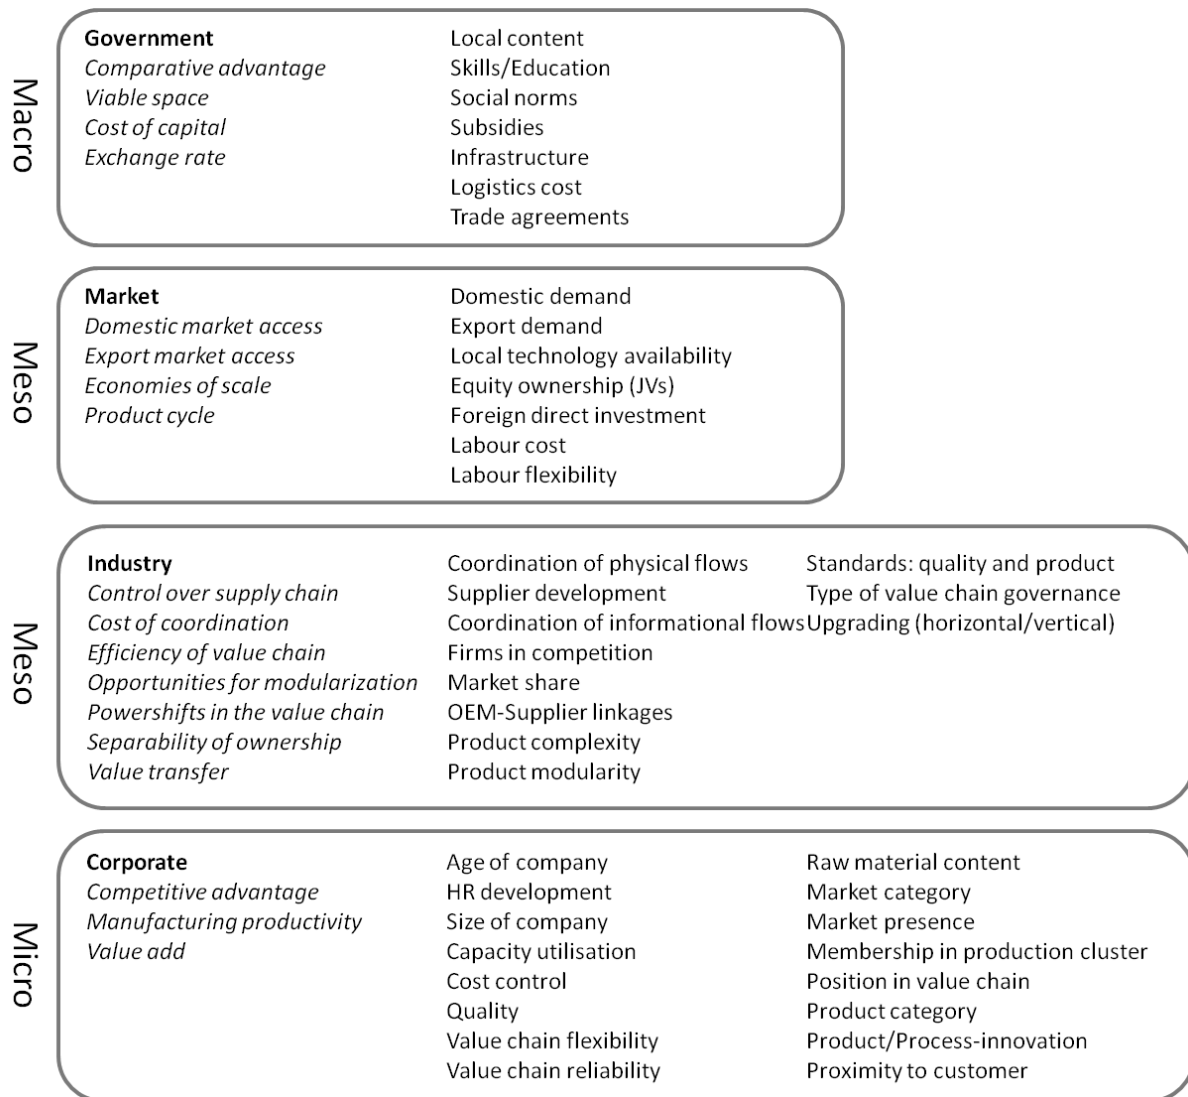 Macro
Government
Comparative advantage
Viable space
Cost of capital
Exchange rate
Local content
Skills/Education
Social norms
Subsidies
Infrastructure
Logistics cost
Trade agreements
Meso
Market
Domestic market access
Export market access
Economies of scale
Product cycle
Domestic demand
Export demand
Local technology availability
Equity ownership (JVs)
Foreign direct investment
Labour cost
Labour flexibility
Meso
Industry
Control over supply chain
Cost of coordination
Efficiency of value chain
Opportunities for modularization
Powershifts in the value chain
Separability of ownership
Value transfer
Coordination of physical flows
Supplier development
Coordination of informational flows
Firms in competition
Market share
OEM-Supplier linkages
Product complexity
Product modularity
Standards: quality and product
Type of value chain governance
Upgrading (horizontal/vertical)
Micro
Corporate
Competitive advantage
Manufacturing productivity
Value add
Age of company
HR development
Size of company
Capacity utilisation
Cost control
Quality
Value chain flexibility
Value chain reliability
Raw material content
Market category
Market presence
Membership in production cluster
Position in value chain
Product category
Product/Process-innovation
Proximity to customer